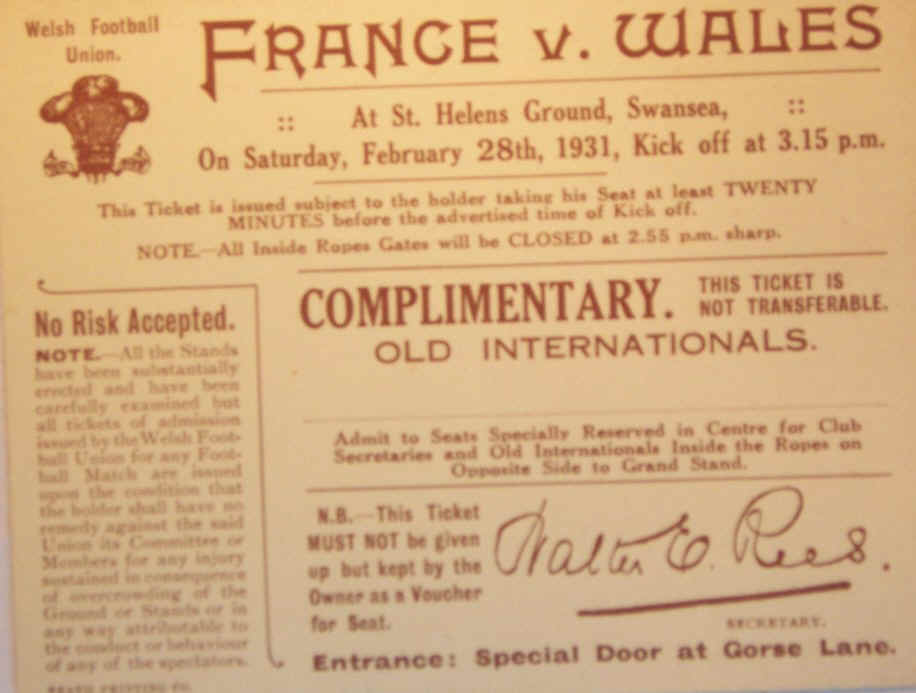 Welsh Football
Union.
FRANCE v. WALES
:: At St. Helens Ground, Swansea, ::
On Saturday, February 28th, 1931, Kick off at 3.15 p.m.
This Ticket is issued subject to the holder taking his Seat at least TWENTY
MINUTES before the advertised time of Kick off.
NOTE.—All Inside Ropes Gates will be CLOSED at 2.55 p.m. sharp.
No Risk Accepted.
NOTE.—All the Stands
have been substantially
erected and have been
carefully examined but
all tickets of admission
issued by the Welsh Foot-
ball Union for any Foot-
ball Match are issued
upon the condition that
the holder shall have no
remedy against the said
Union its Committee or
Members for any injury
sustained in consequence
of overcrowding of the
Ground or Stands or in
any way attributable to
the conduct or behaviour
of any of the spectators.
PRINTING CO.
COMPLIMENTARY.
THIS TICKET IS
NOT TRANSFERABLE.
OLD INTERNATIONALS.
Admit to Seats Specially Reserved in Centre for Club
Secretaries and Old Internationals Inside the Ropes on
Opposite Side to Grand Stand.
N.B.—This Ticket
MUST NOT be given
up but kept by the
Owner as a Voucher
for Seat.
Walter E. Rees.
SECRETARY.
Entrance: Special Door at Gorse Lane.